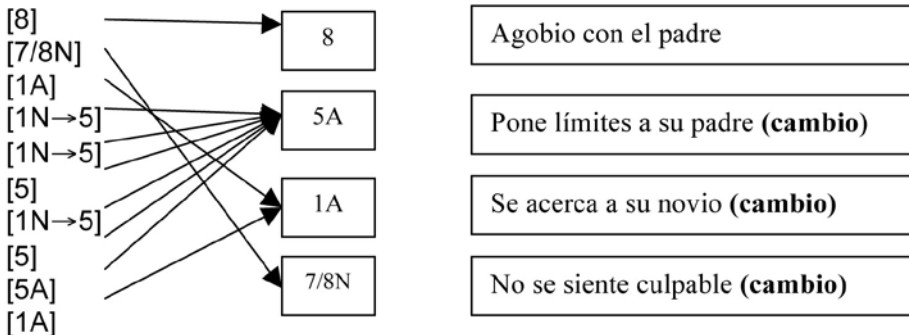 [8]
[7/8N]
[1A]
[1N→5]
[1N→5]
[5]
[1N→5]
[5]
[5A]
[1A]
8
5A
1A
7/8N
Agobio con el padre
Pone límites a su padre (cambio)
Se acerca a su novio (cambio)
No se siente culpable (cambio)